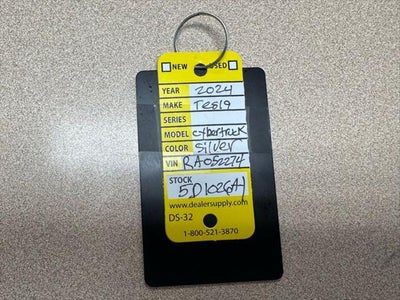 NEW USED
YEAR 2024
MAKE Tesla
SERIES
MODEL cybertruck
COLOR Silver
VIN RA052274
STOCK
5D1026A1
www.dealersupply.com
DS-32
1-800-521-3870